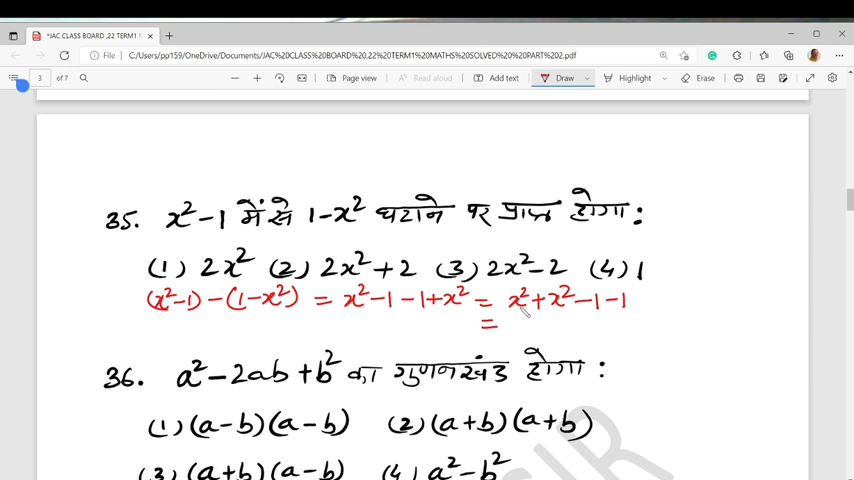 *JAC CLASS BOARD ,22 TERM1 M
File | C:/Users/pp159/OneDrive/Documents/JAC%20CLASS%20BOARD,22%20TERM1%20MATHS%20SOLVED%20%20PART%202.pdf
3 of 7 Page view Read aloud Add text Draw Highlight Erase
35. x²-1 में से 1-x² घटाने पर प्राप्त होगा:
(1) 2x² (2) 2x²+2 (3) 2x²-2 (4) 1
(x²-1)-(1-x²) = x²-1-1+x² = x²+x²-1-1
=
36. a²-2ab+b² का गुणनखंड होगा:
(1) (a-b)(a-b) (2) (a+b)(a+b)
(3) (a+b)(a-b) (4) a²-b²
SIR